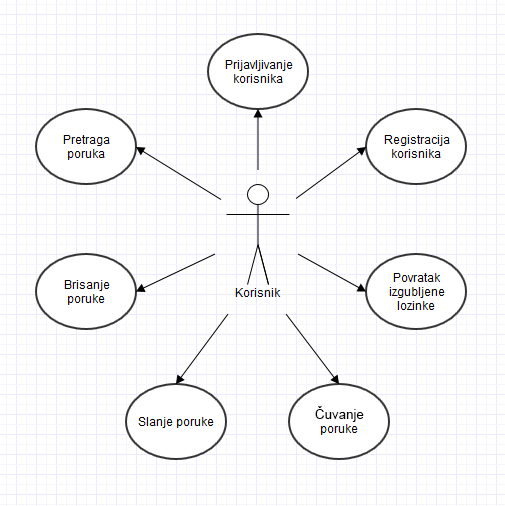 Prijavljivanje
korisnika
Pretraga
poruka
Registracija
korisnika
Brisanje
poruke
Korisnik
Povratak
izgubljene
lozinke
Slanje poruke
Čuvanje
poruke